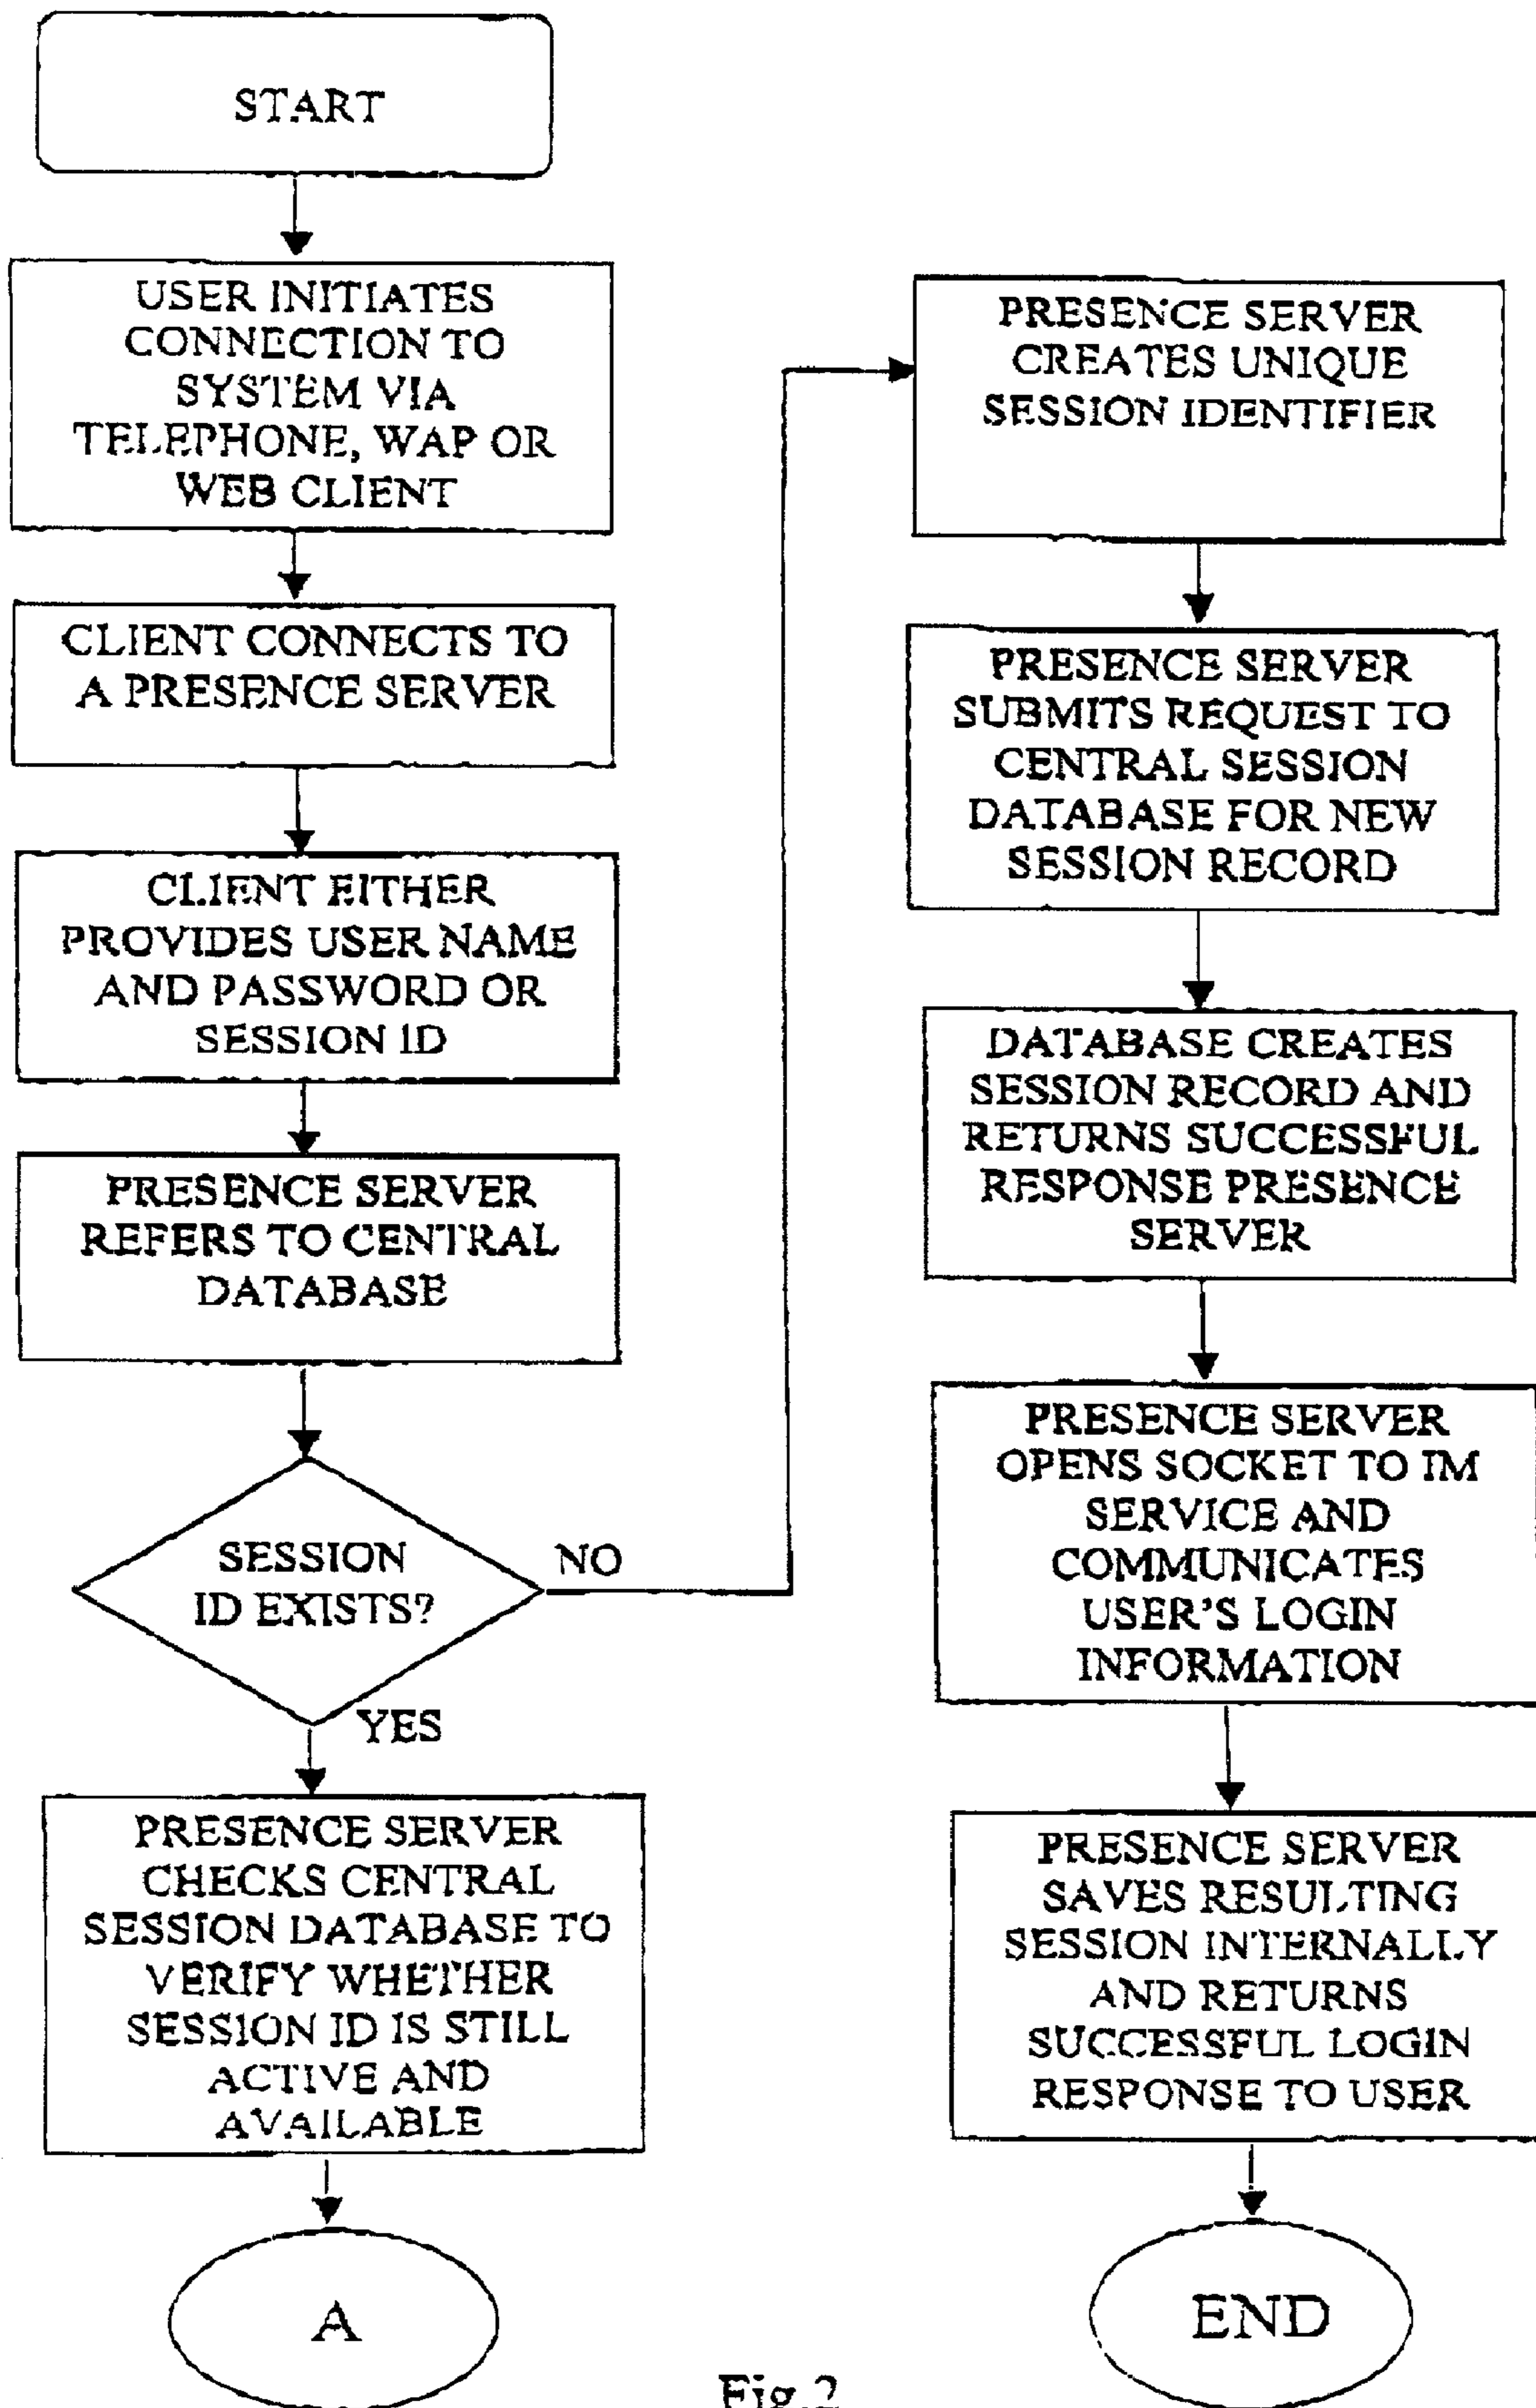 START
USER INITIATES
CONNECTION TO
SYSTEM VIA
TELEPHONE, WAP OR
WEB CLIENT
CLIENT CONNECTS TO
A PRESENCE SERVER
CLIENT EITHER
PROVIDES USER NAME
AND PASSWORD OR
SESSION ID
PRESENCE SERVER
REFERS TO CENTRAL
DATABASE
SESSION
ID EXISTS?
NO
YES
PRESENCE SERVER
CHECKS CENTRAL
SESSION DATABASE TO
VERIFY WHETHER
SESSION ID IS STILL
ACTIVE AND
AVAILABLE
A
PRESENCE SERVER
CREATES UNIQUE
SESSION IDENTIFIER
PRESENCE SERVER
SUBMITS REQUEST TO
CENTRAL SESSION
DATABASE FOR NEW
SESSION RECORD
DATABASE CREATES
SESSION RECORD AND
RETURNS SUCCESSFUL
RESPONSE PRESENCE
SERVER
PRESENCE SERVER
OPENS SOCKET TO IM
SERVICE AND
COMMUNICATES
USER'S LOGIN
INFORMATION
PRESENCE SERVER
SAVES RESULTING
SESSION INTERNALLY
AND RETURNS
SUCCESSFUL LOGIN
RESPONSE TO USER
END
Fig.2